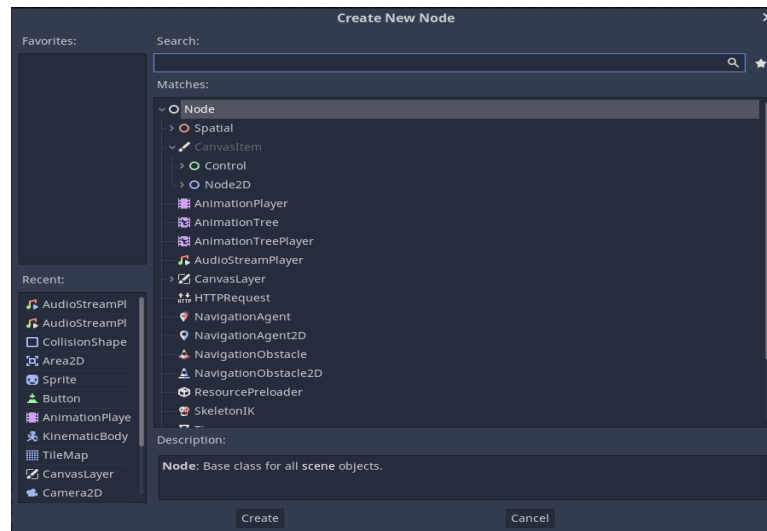 Create New Node
Favorites:
Search:
Matches:
Node
Spatial
CanvasItem
Control
Node2D
AnimationPlayer
AnimationTree
AnimationTreePlayer
AudioStreamPlayer
CanvasLayer
HTTPRequest
NavigationAgent
NavigationAgent2D
NavigationObstacle
NavigationObstacle2D
ResourcePreloader
SkeletonIK
Recent:
AudioStreamPl
AudioStreamPl
CollisionShape
Area2D
Sprite
Button
AnimationPlaye
KinematicBody
TileMap
CanvasLayer
Camera2D
Description:
Node: Base class for all scene objects.
Create
Cancel